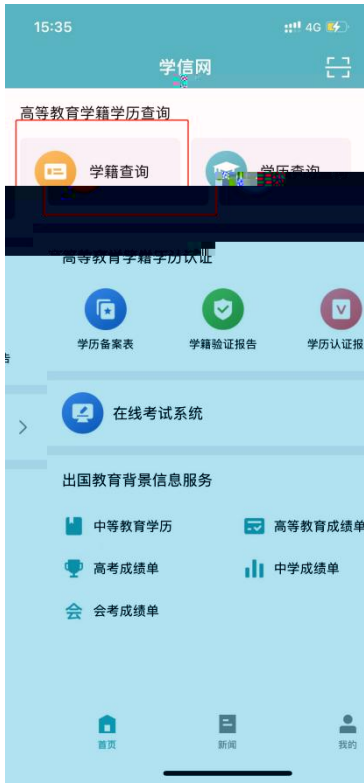 15:35 4G
学信网
高等教育学籍学历查询
学籍查询 学历查询
高等教育学籍学历认证
学历备案表 学籍验证报告 学历认证报
告
在线考试系统
出国教育背景信息服务
中等教育学历 高等教育成绩单
高考成绩单 中学成绩单
会 会考成绩单
首页 新闻 我的